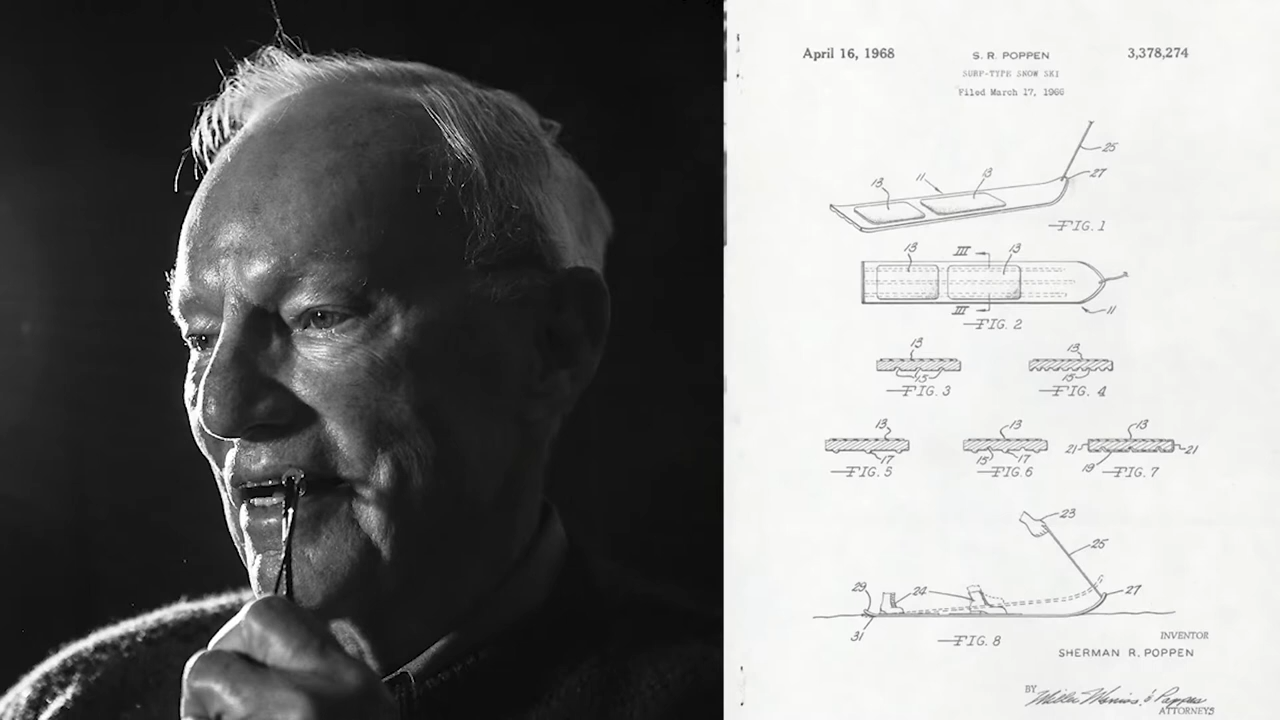 April 16, 1968 S. R. POPPEN 3,378,274
SURF-TYPE SNOW SKI
Filed March 17, 1966
25
13 11 13 27
FIG. 1
13 III 13
III 11
FIG. 2
13 13
15 15
FIG. 3 FIG. 4
13 13 13
17 15 17 21 19 21
FIG. 5 FIG. 6 FIG. 7
23
25
29 24 27
31
FIG. 8
INVENTOR
SHERMAN R. POPPEN
BY
ATTORNEYS